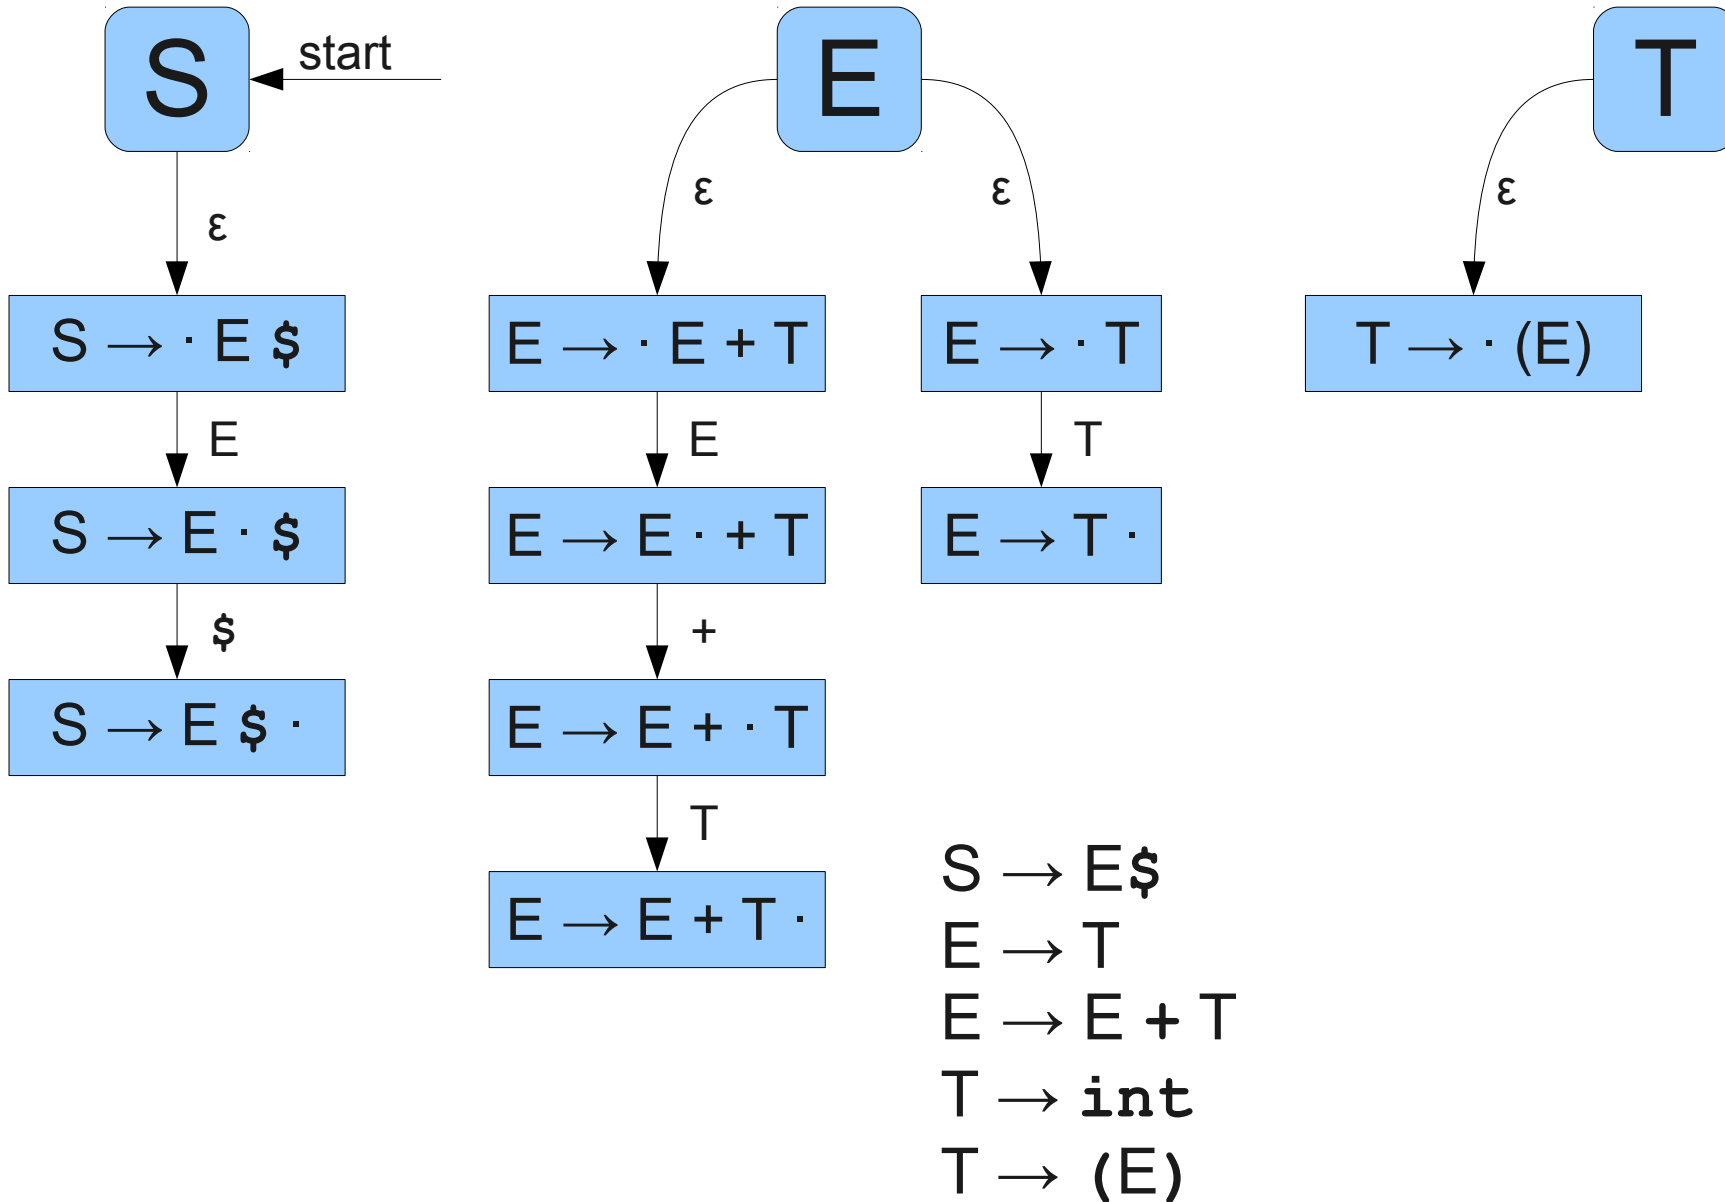 S start E T
ε ε ε ε
S → · E $ E → · E + T E → · T T → · (E)
E E T
S → E · $ E → E · + T E → T ·
$ +
S → E $ · E → E + · T
T
E → E + T ·
S → E$
E → T
E → E + T
T → int
T → (E)